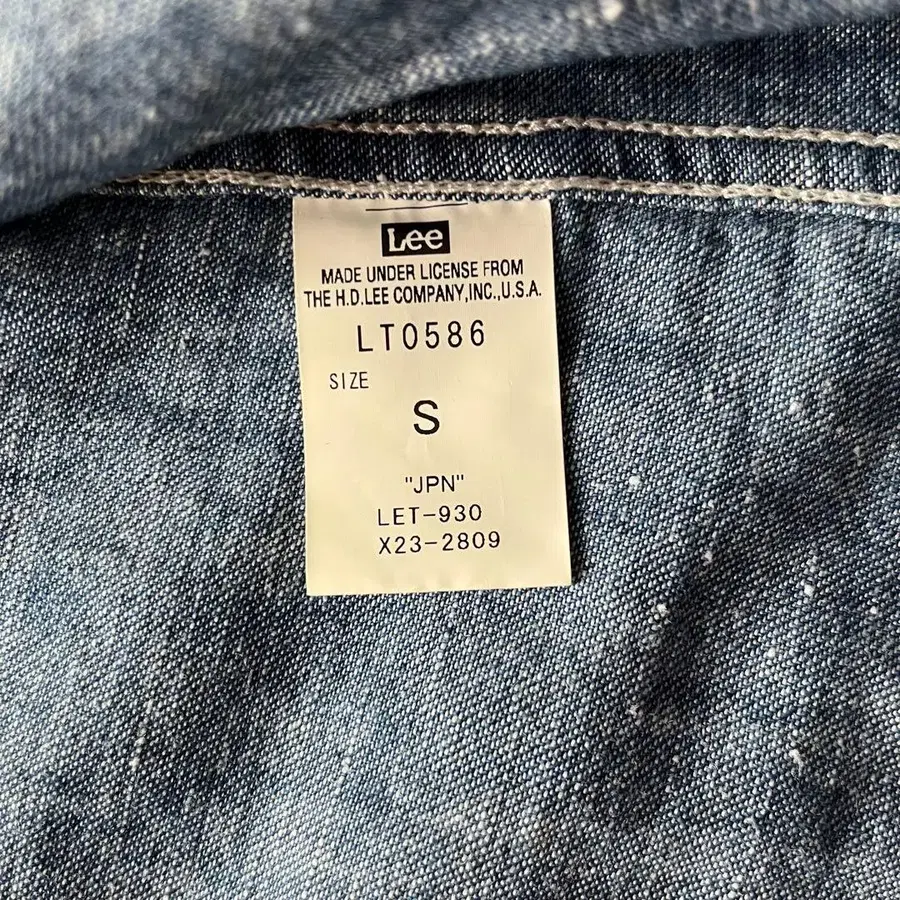 Lee
MADE UNDER LICENSE FROM
THE H.D.LEE COMPANY,INC.,U.S.A.
LT0586
SIZE
S
"JPN"
LET-930
X23-2809